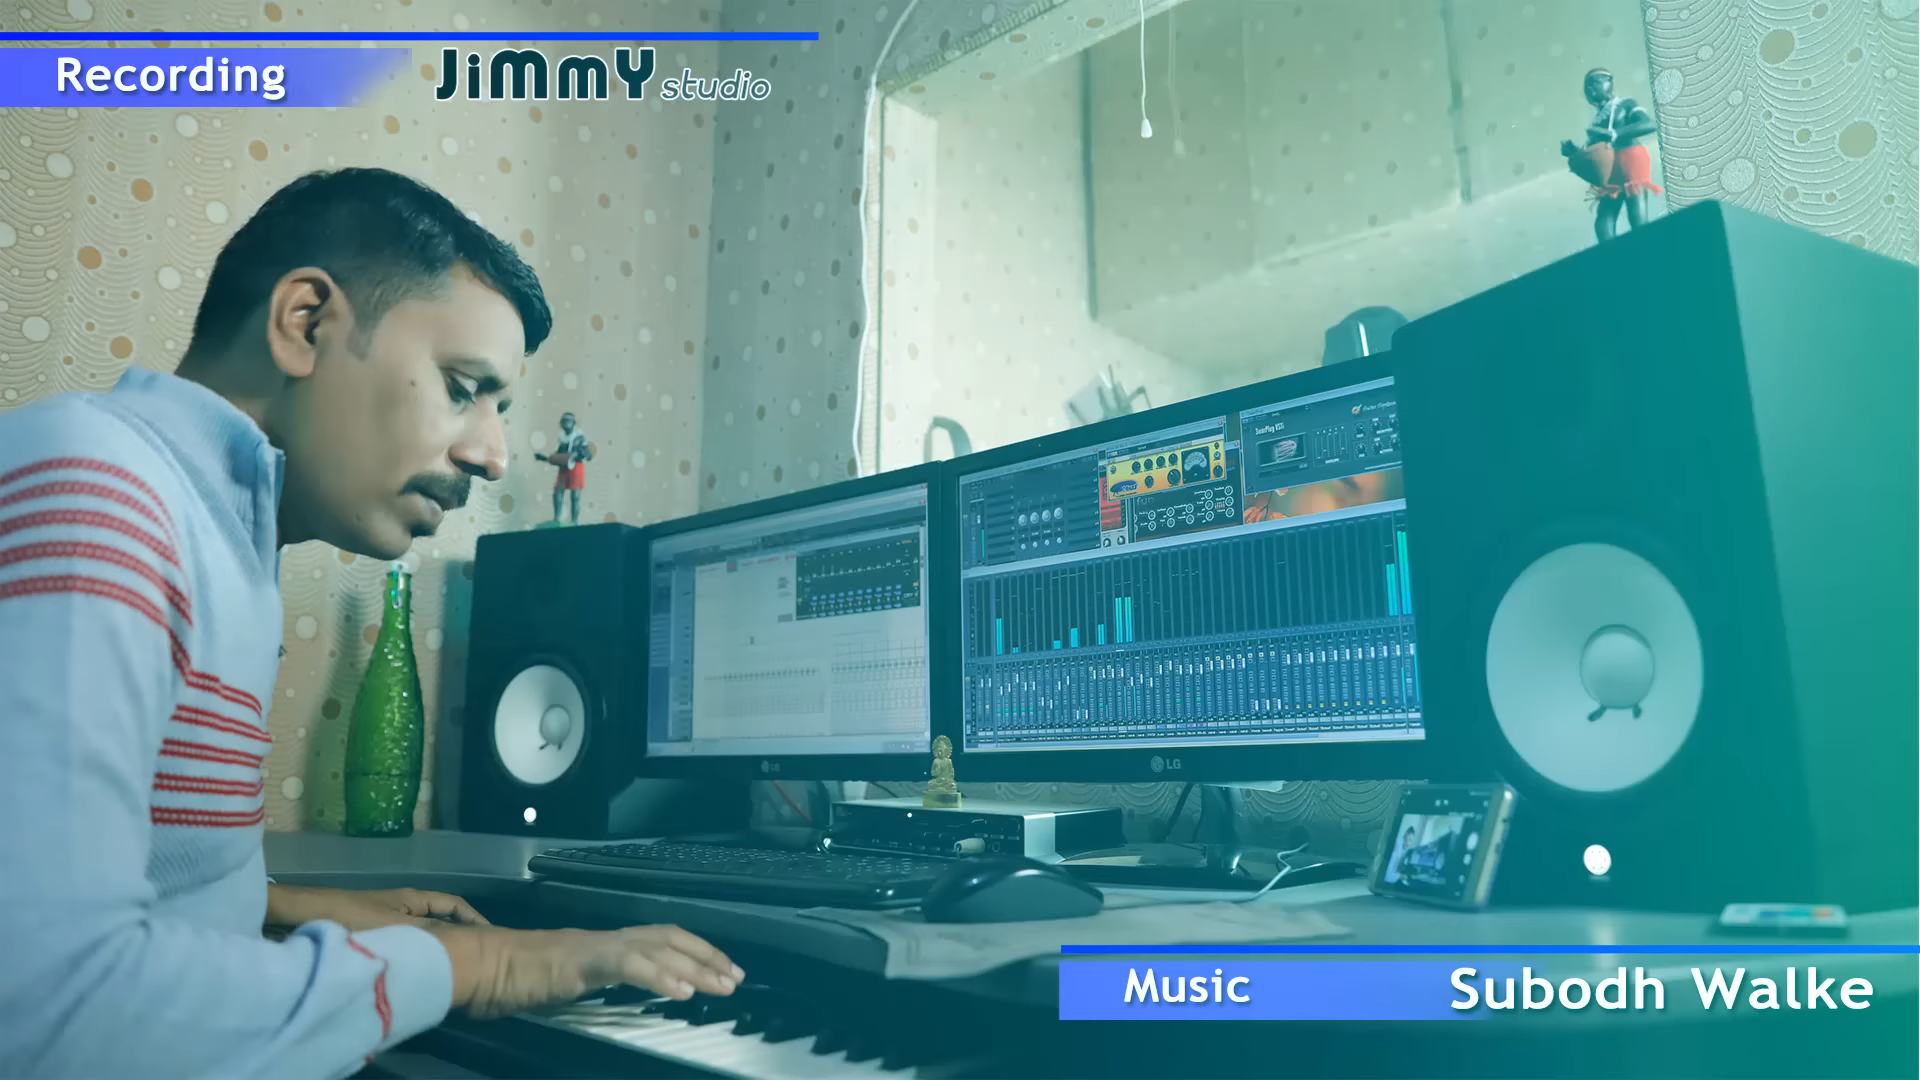 Recording
JiMmY studio
LG
LG
Music
Subodh Walke